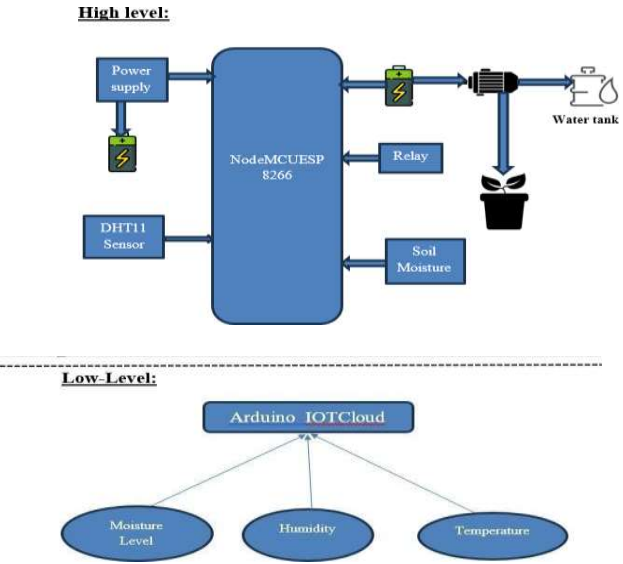 High level:
Power
supply
NodeMCUESP
8266
Water tank
Relay
DHT11
Sensor
Soil
Moisture
Low-Level:
Arduino IOTCloud
Moisture
Level
Humidity
Temperature